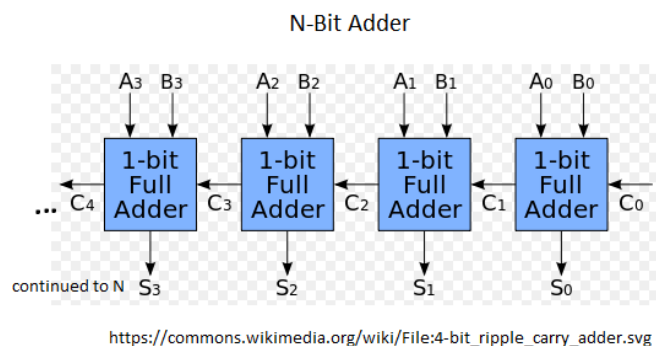 N-Bit Adder
A3 B3 A2 B2 A1 B1 A0 B0
1-bit Full Adder
1-bit Full Adder
1-bit Full Adder
1-bit Full Adder
... C4 C3 C2 C1 C0
continued to N S3 S2 S1 S0
https://commons.wikimedia.org/wiki/File:4-bit_ripple_carry_adder.svg